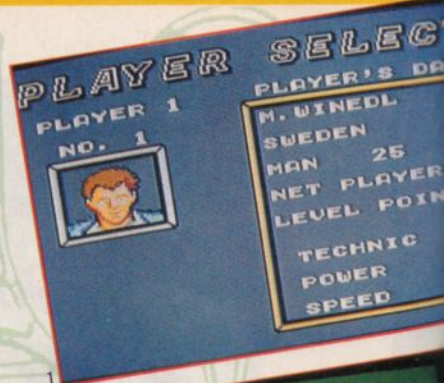 PLAYER SELEC
PLAYER 1
NO. 1
PLAYER'S DA
M. WINEDL
SWEDEN
MAN 25
NET PLAYER
LEVEL POIN
TECHNIC
POWER
SPEED